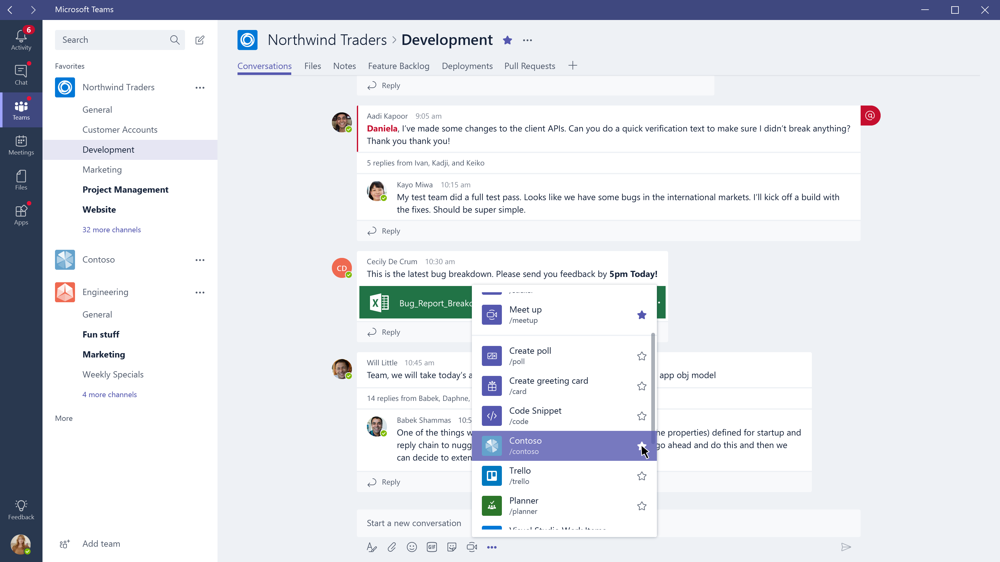 Microsoft Teams
6
Activity
Chat
Teams
Meetings
Files
Apps
Feedback
Search
Favorites
Northwind Traders
General
Customer Accounts
Development
Marketing
Project Management
Website
32 more channels
Contoso
Engineering
General
Fun stuff
Marketing
Weekly Specials
4 more channels
More
Add team
Northwind Traders > Development
Conversations Files Notes Feature Backlog Deployments Pull Requests
Reply
Aadi Kapoor 9:05 am
@
Daniela, I’ve made some changes to the client APIs. Can you do a quick verification text to make sure I didn’t break anything?
Thank you thank you!
5 replies from Ivan, Kadji, and Keiko
Kayo Miwa 10:15 am
My test team did a full test pass. Looks like we have some bugs in the international markets. I’ll kick off a build with
the fixes. Should be super simple.
Reply
CD
Cecily De Crum 10:30 am
This is the latest bug breakdown. Please send you feedback by 5pm Today!
Bug_Report_Breakd
Reply
Will Little 10:45 am
Team, we will take today’s a
app obj model
14 replies from Babek, Daphne,
Babek Shammas 10:5
One of the things w
he properties) defined for startup and
reply chain to nugg
go ahead and do this and then we
can decide to exten
Reply
Meet up
/meetup
Create poll
/poll
Create greeting card
/card
Code Snippet
/code
Contoso
/contoso
Trello
/trello
Planner
/planner
Visual Studio Work Items
Start a new conversation
GIF